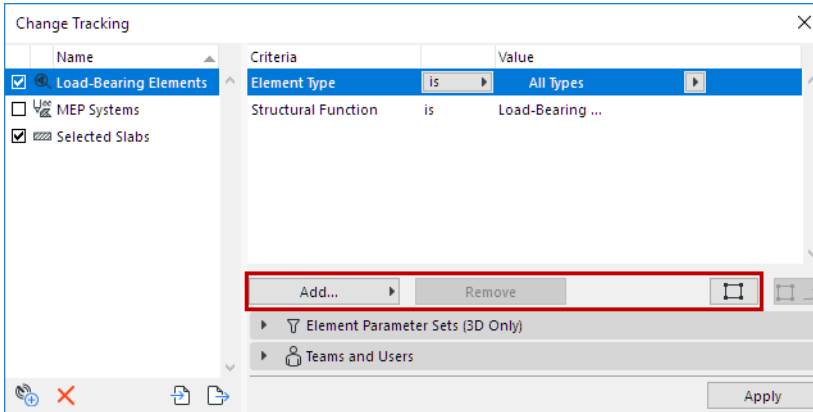 Change Tracking
Name
Criteria Value
Load-Bearing Elements
Element Type is All Types
MEP Systems
Structural Function is Load-Bearing ...
Selected Slabs
Add... Remove
Element Parameter Sets (3D Only)
Teams and Users
Apply